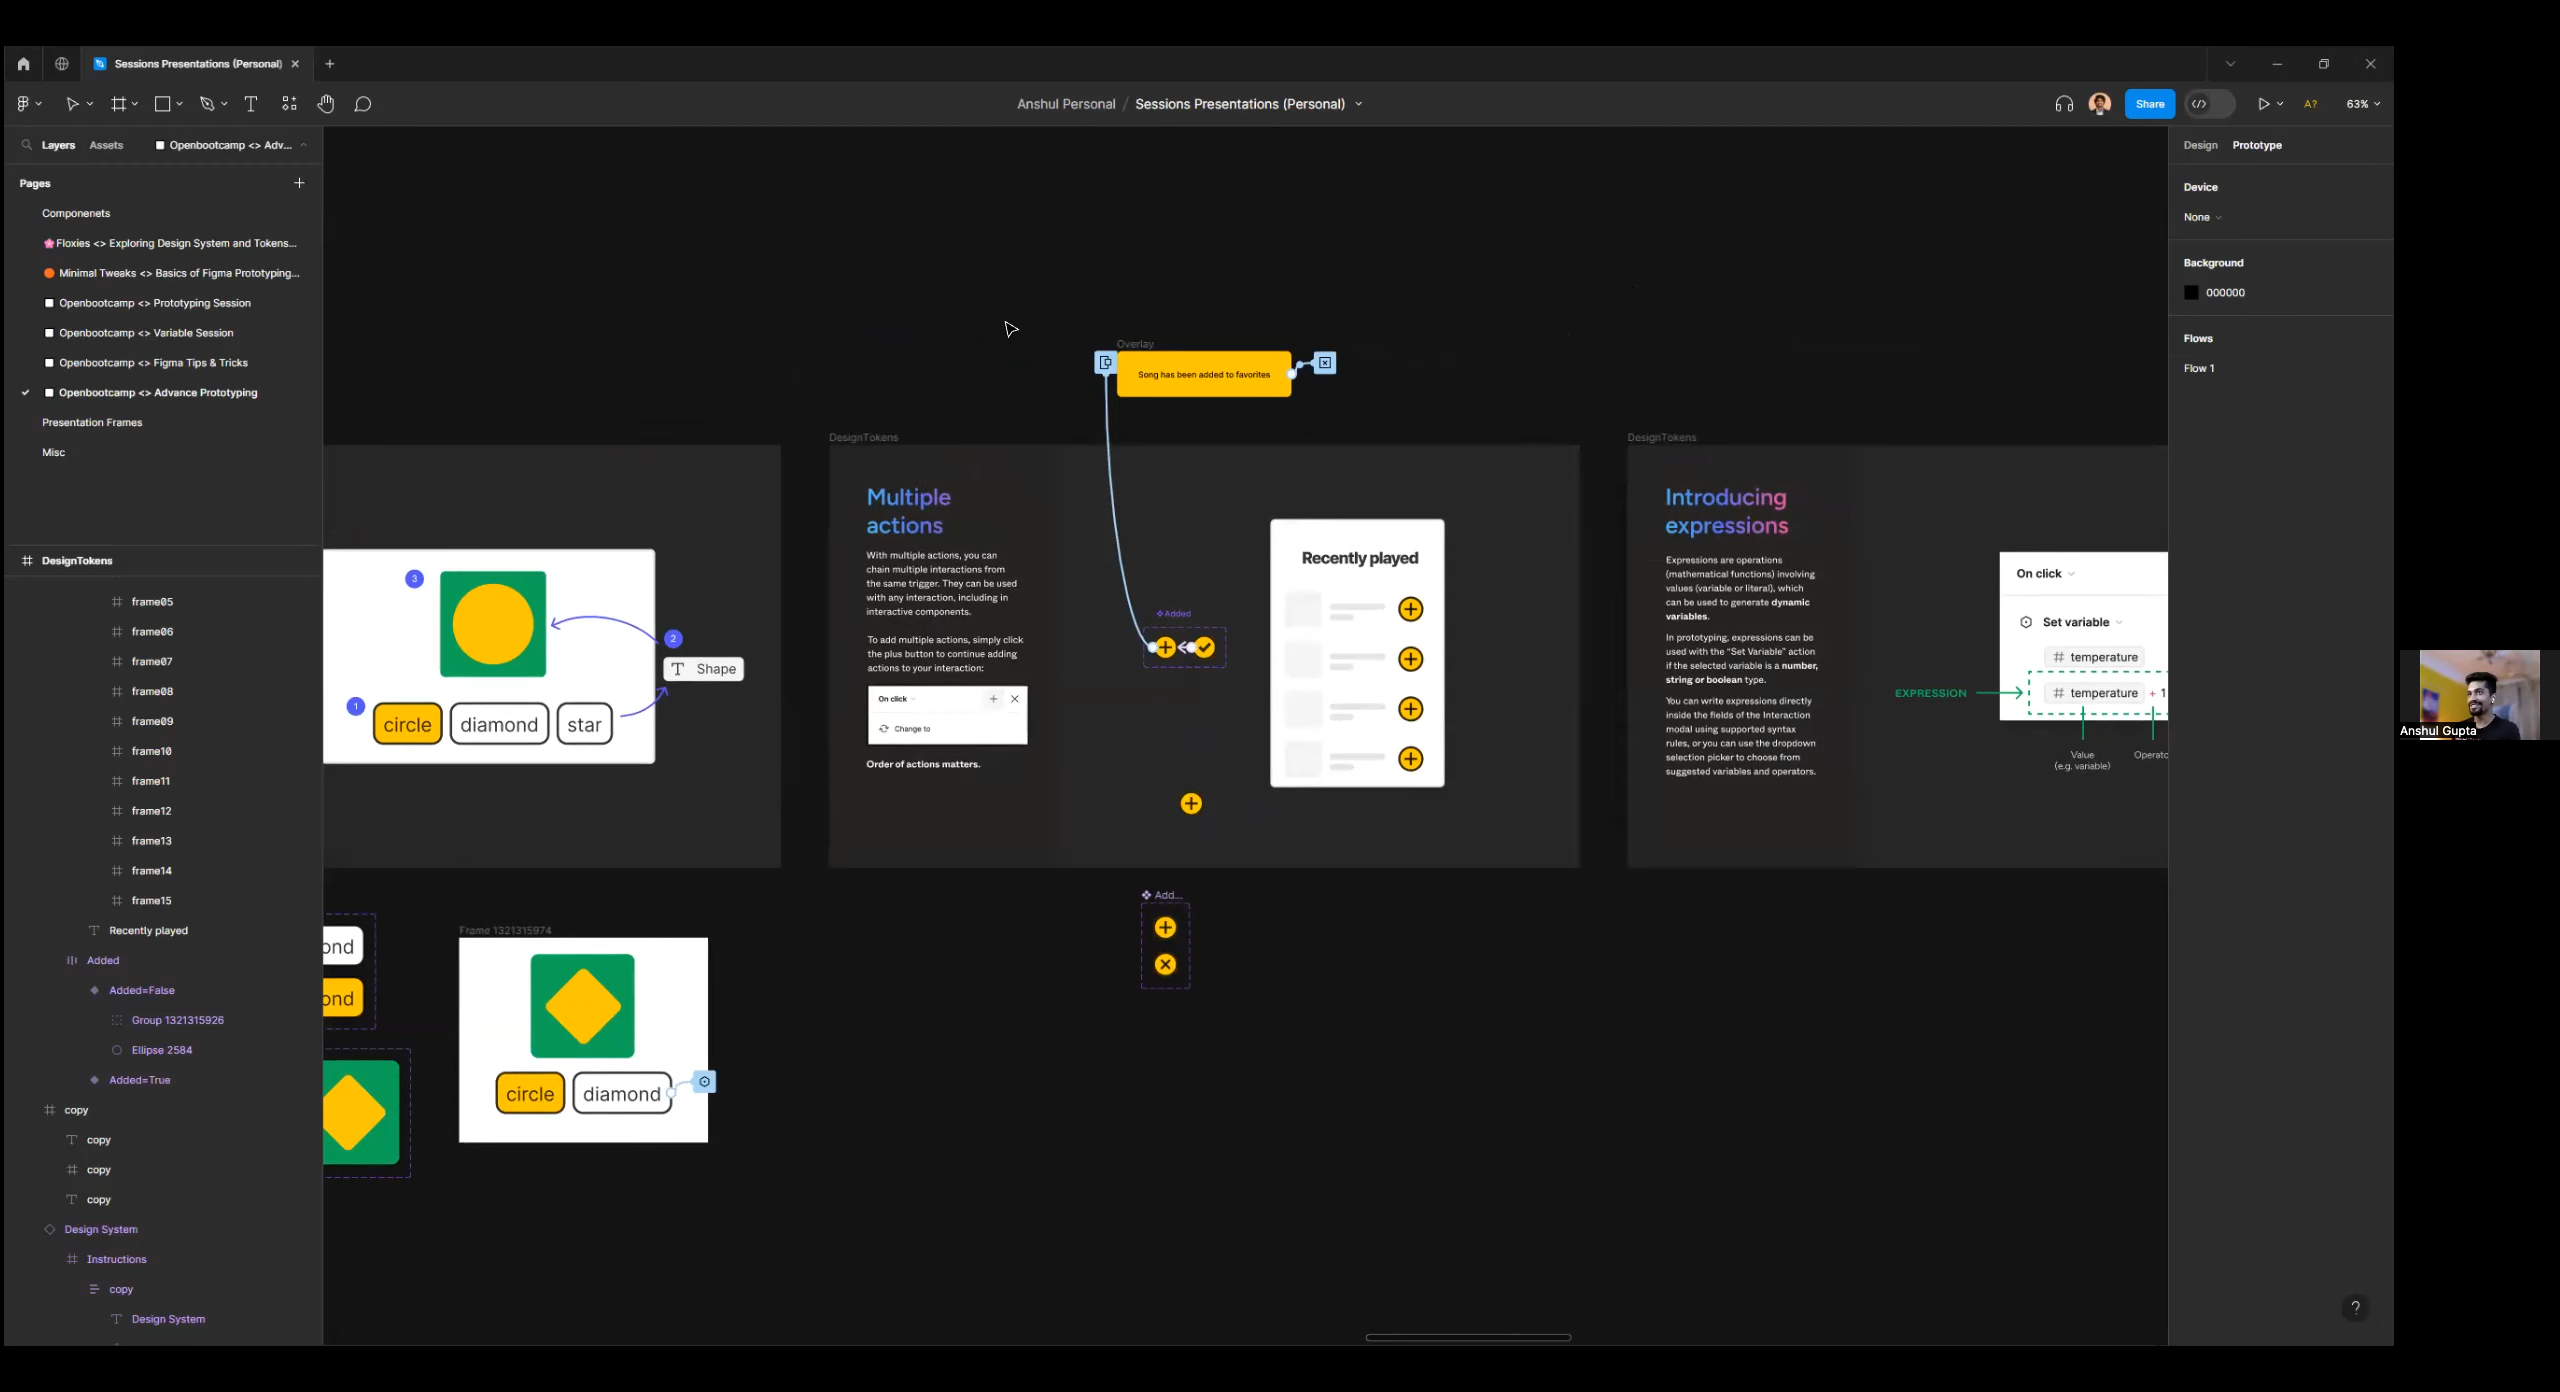 Sessions Presentations (Personal)
Anshul Personal / Sessions Presentations (Personal)
Share
A?
63%
Layers
Assets
Openbootcamp <> Adv...
Pages
Componenets
Floxies <> Exploring Design System and Tokens...
Minimal Tweaks <> Basics of Figma Prototyping...
Openbootcamp <> Prototyping Session
Openbootcamp <> Variable Session
Openbootcamp <> Figma Tips & Tricks
Openbootcamp <> Advance Prototyping
Presentation Frames
Misc
DesignTokens
frame05
frame06
frame07
frame08
frame09
frame10
frame11
frame12
frame13
frame14
frame15
Recently played
Added
Added=False
Group 1321315926
Ellipse 2584
Added=True
copy
copy
copy
copy
Design System
Instructions
copy
Design System
3
2
Shape
1
circle
diamond
star
ond
ond
Frame 1321315974
circle
diamond
Overlay
Song has been added to favorites
DesignTokens
Multiple
actions
With multiple actions, you can
chain multiple interactions from
the same trigger. They can be used
with any interaction, including in
interactive components.
To add multiple actions, simply click
the plus button to continue adding
actions to your interaction:
On click
Change to
Order of actions matters.
Added
Recently played
Add...
DesignTokens
Introducing
expressions
Expressions are operations
(mathematical functions) involving
values (variable or literal), which
can be used to generate dynamic
variables.
In prototyping, expressions can be
used with the "Set Variable" action
if the selected variable is a number,
string or boolean type.
You can write expressions directly
inside the fields of the Interaction
modal using supported syntax
rules, or you can use the dropdown
selection picker to choose from
suggested variables and operators.
On click
Set variable
# temperature
EXPRESSION
# temperature + 1
Value
(e.g. variable)
Operato
Design
Prototype
Device
None
Background
000000
Flows
Flow 1
?
Anshul Gupta